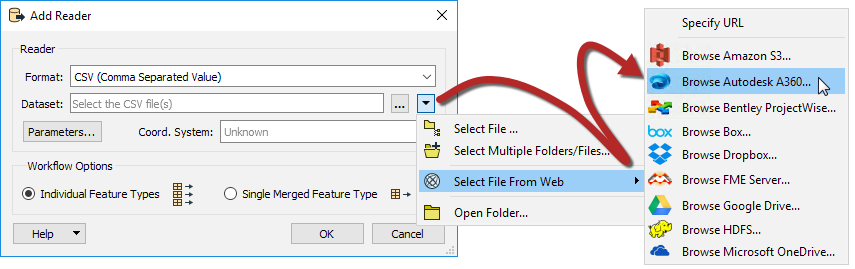 Add Reader
Reader
Format: CSV (Comma Separated Value)
Dataset: Select the CSV file(s) ...
Parameters... Coord. System: Unknown
Workflow Options
Individual Feature Types Single Merged Feature Type
Help OK Cancel
Select File ...
Select Multiple Folders/Files...
Select File From Web
Open Folder...
Specify URL
Browse Amazon S3...
Browse Autodesk A360...
Browse Bentley ProjectWise...
box Browse Box...
Browse Dropbox...
Browse FME Server...
Browse Google Drive...
Browse HDFS...
Browse Microsoft OneDrive...